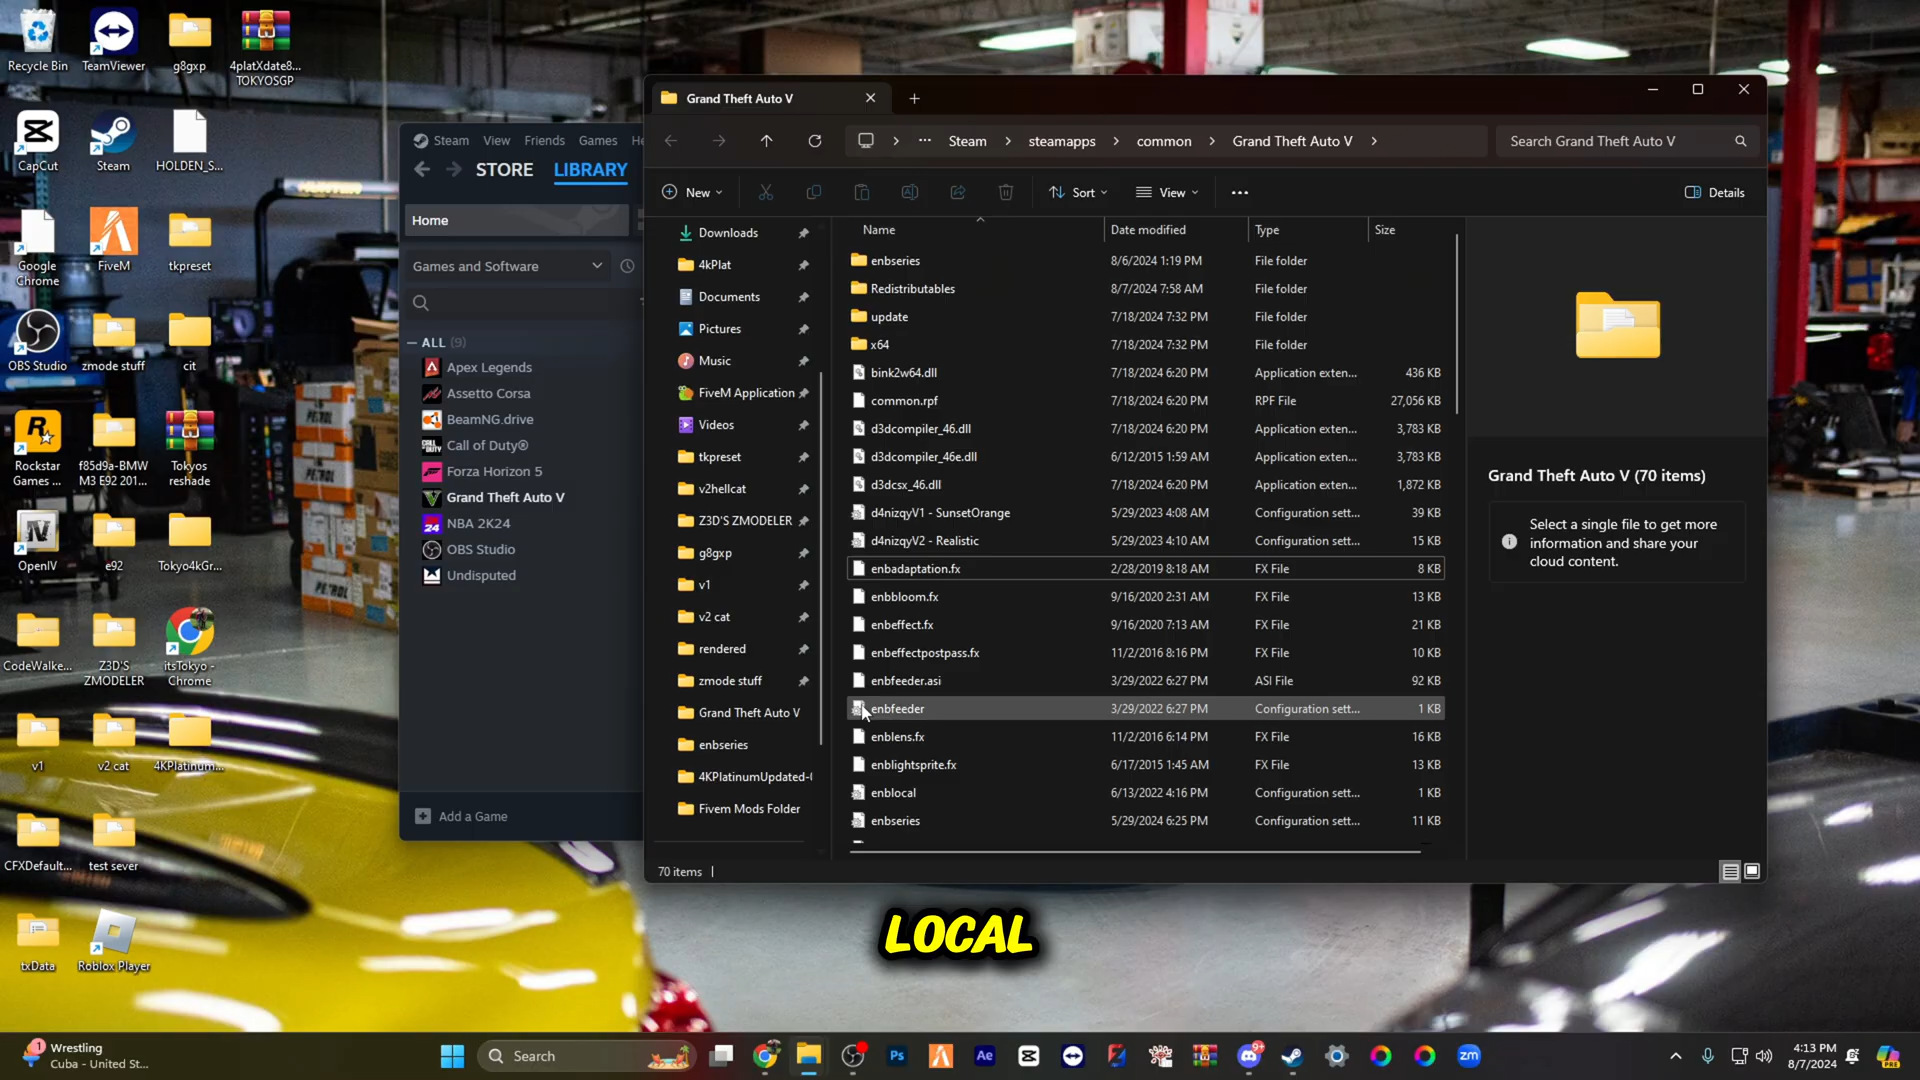 Recycle Bin
TeamViewer
g8gxp
4platXdate8...
TOKYOSGP
CapCut
Steam
HOLDEN_S...
Google
Chrome
FiveM
tkpreset
OBS Studio
zmode stuff
cit
Rockstar
Games ...
f85d9a-BMW
M3 E92 201...
Tokyos
reshade
OpenIV
e92
Tokyo4kGr...
CodeWalke...
Z3D'S
ZMODELER
itsTokyo -
Chrome
v1
v2 cat
4KPlatinum...
CFXDefault...
test sever
txData
Roblox Player
Steam View Friends Games He
STORE LIBRARY
Home
Games and Software
ALL (9)
Apex Legends
Assetto Corsa
BeamNG.drive
Call of Duty®
Forza Horizon 5
Grand Theft Auto V
NBA 2K24
OBS Studio
Undisputed
Add a Game
Grand Theft Auto V
Steam steamapps common Grand Theft Auto V
Search Grand Theft Auto V
New Sort View Details
Downloads
4kPlat
Documents
Pictures
Music
FiveM Application
Videos
tkpreset
v2hellcat
Z3D'S ZMODELER
g8gxp
v1
v2 cat
rendered
zmode stuff
Grand Theft Auto V
enbseries
4KPlatinumUpdated-(
Fivem Mods Folder
Name Date modified Type Size
enbseries 8/6/2024 1:19 PM File folder
Redistributables 8/7/2024 7:58 AM File folder
update 7/18/2024 7:32 PM File folder
x64 7/18/2024 7:32 PM File folder
bink2w64.dll 7/18/2024 6:20 PM Application exten... 436 KB
common.rpf 7/18/2024 6:20 PM RPF File 27,056 KB
d3dcompiler_46.dll 7/18/2024 6:20 PM Application exten... 3,783 KB
d3dcompiler_46e.dll 6/12/2015 1:59 AM Application exten... 3,783 KB
d3dcsx_46.dll 7/18/2024 6:20 PM Application exten... 1,872 KB
d4nizqyV1 - SunsetOrange 5/29/2023 4:08 AM Configuration sett... 39 KB
d4nizqyV2 - Realistic 5/29/2023 4:10 AM Configuration sett... 15 KB
enbadaptation.fx 2/28/2019 8:18 AM FX File 8 KB
enbbloom.fx 9/16/2020 2:31 AM FX File 13 KB
enbeffect.fx 9/16/2020 7:13 AM FX File 21 KB
enbeffectpostpass.fx 11/2/2016 8:16 PM FX File 10 KB
enbfeeder.asi 3/29/2022 6:27 PM ASI File 92 KB
enbfeeder 3/29/2022 6:27 PM Configuration sett... 1 KB
enblens.fx 11/2/2016 6:14 PM FX File 16 KB
enblightsprite.fx 6/17/2015 1:45 AM FX File 13 KB
enblocal 6/13/2022 4:16 PM Configuration sett... 1 KB
enbseries 5/29/2024 6:25 PM Configuration sett... 11 KB
Grand Theft Auto V (70 items)
Select a single file to get more
information and share your
cloud content.
70 items
LOCAL
PETROL
PETROL
PETROL
1
Wrestling
Cuba - United St...
Search
Ps
Ae
9+
zm
4:13 PM
8/7/2024
PRE